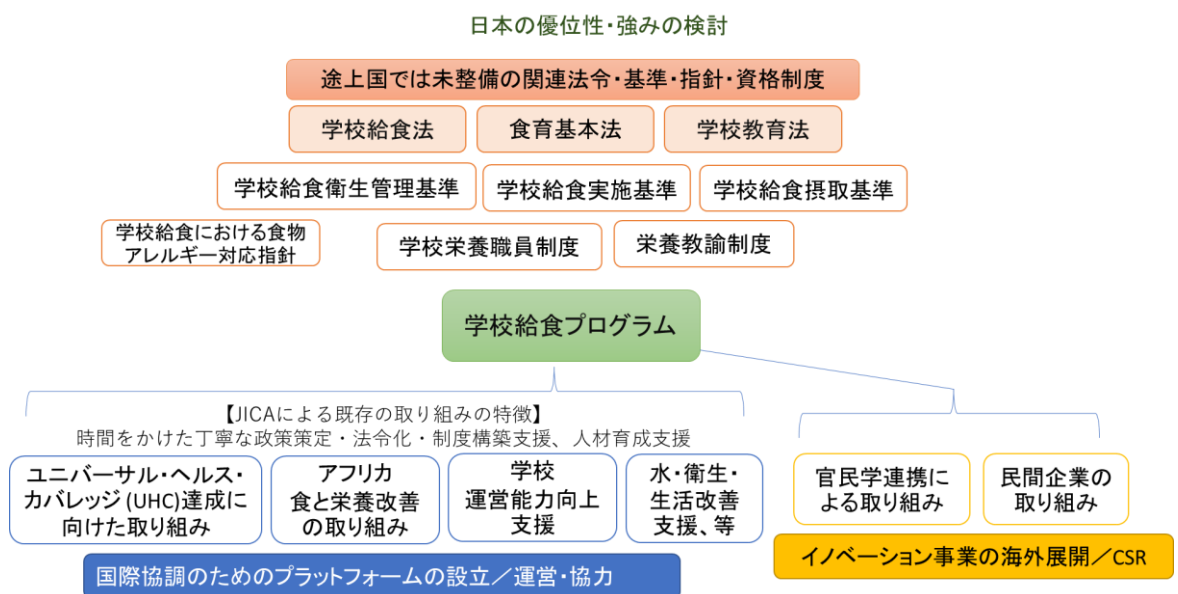 日本の優位性・強みの検討
途上国では未整備の関連法令・基準・指針・資格制度
学校給食法
食育基本法
学校教育法
学校給食衛生管理基準
学校給食実施基準
学校給食摂取基準
学校給食における食物
アレルギー対応指針
学校栄養職員制度
栄養教諭制度
学校給食プログラム
【JICAによる既存の取り組みの特徴】
時間をかけた丁寧な政策策定・法令化・制度構築支援、人材育成支援
ユニバーサル・ヘルス・
カバレッジ(UHC)達成に
向けた取り組み
アフリカ
食と栄養改善
の取り組み
学校
運営能力向上
支援
水・衛生・
生活改善
支援、等
官民学連携に
よる取り組み
民間企業の
取り組み
国際協調のためのプラットフォームの設立／運営・協力
イノベーション事業の海外展開／CSR